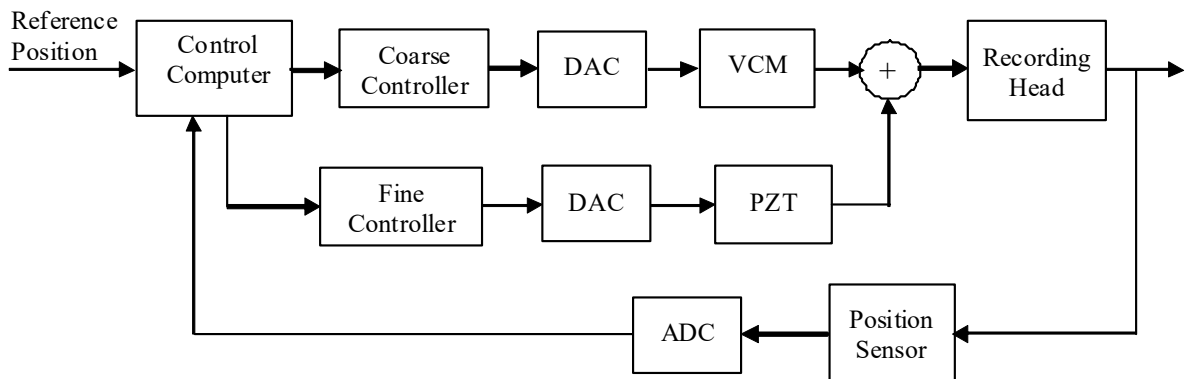 Reference
Position
Control
Computer
Coarse
Controller
DAC
VCM
+
Recording
Head
Fine
Controller
DAC
PZT
ADC
Position
Sensor